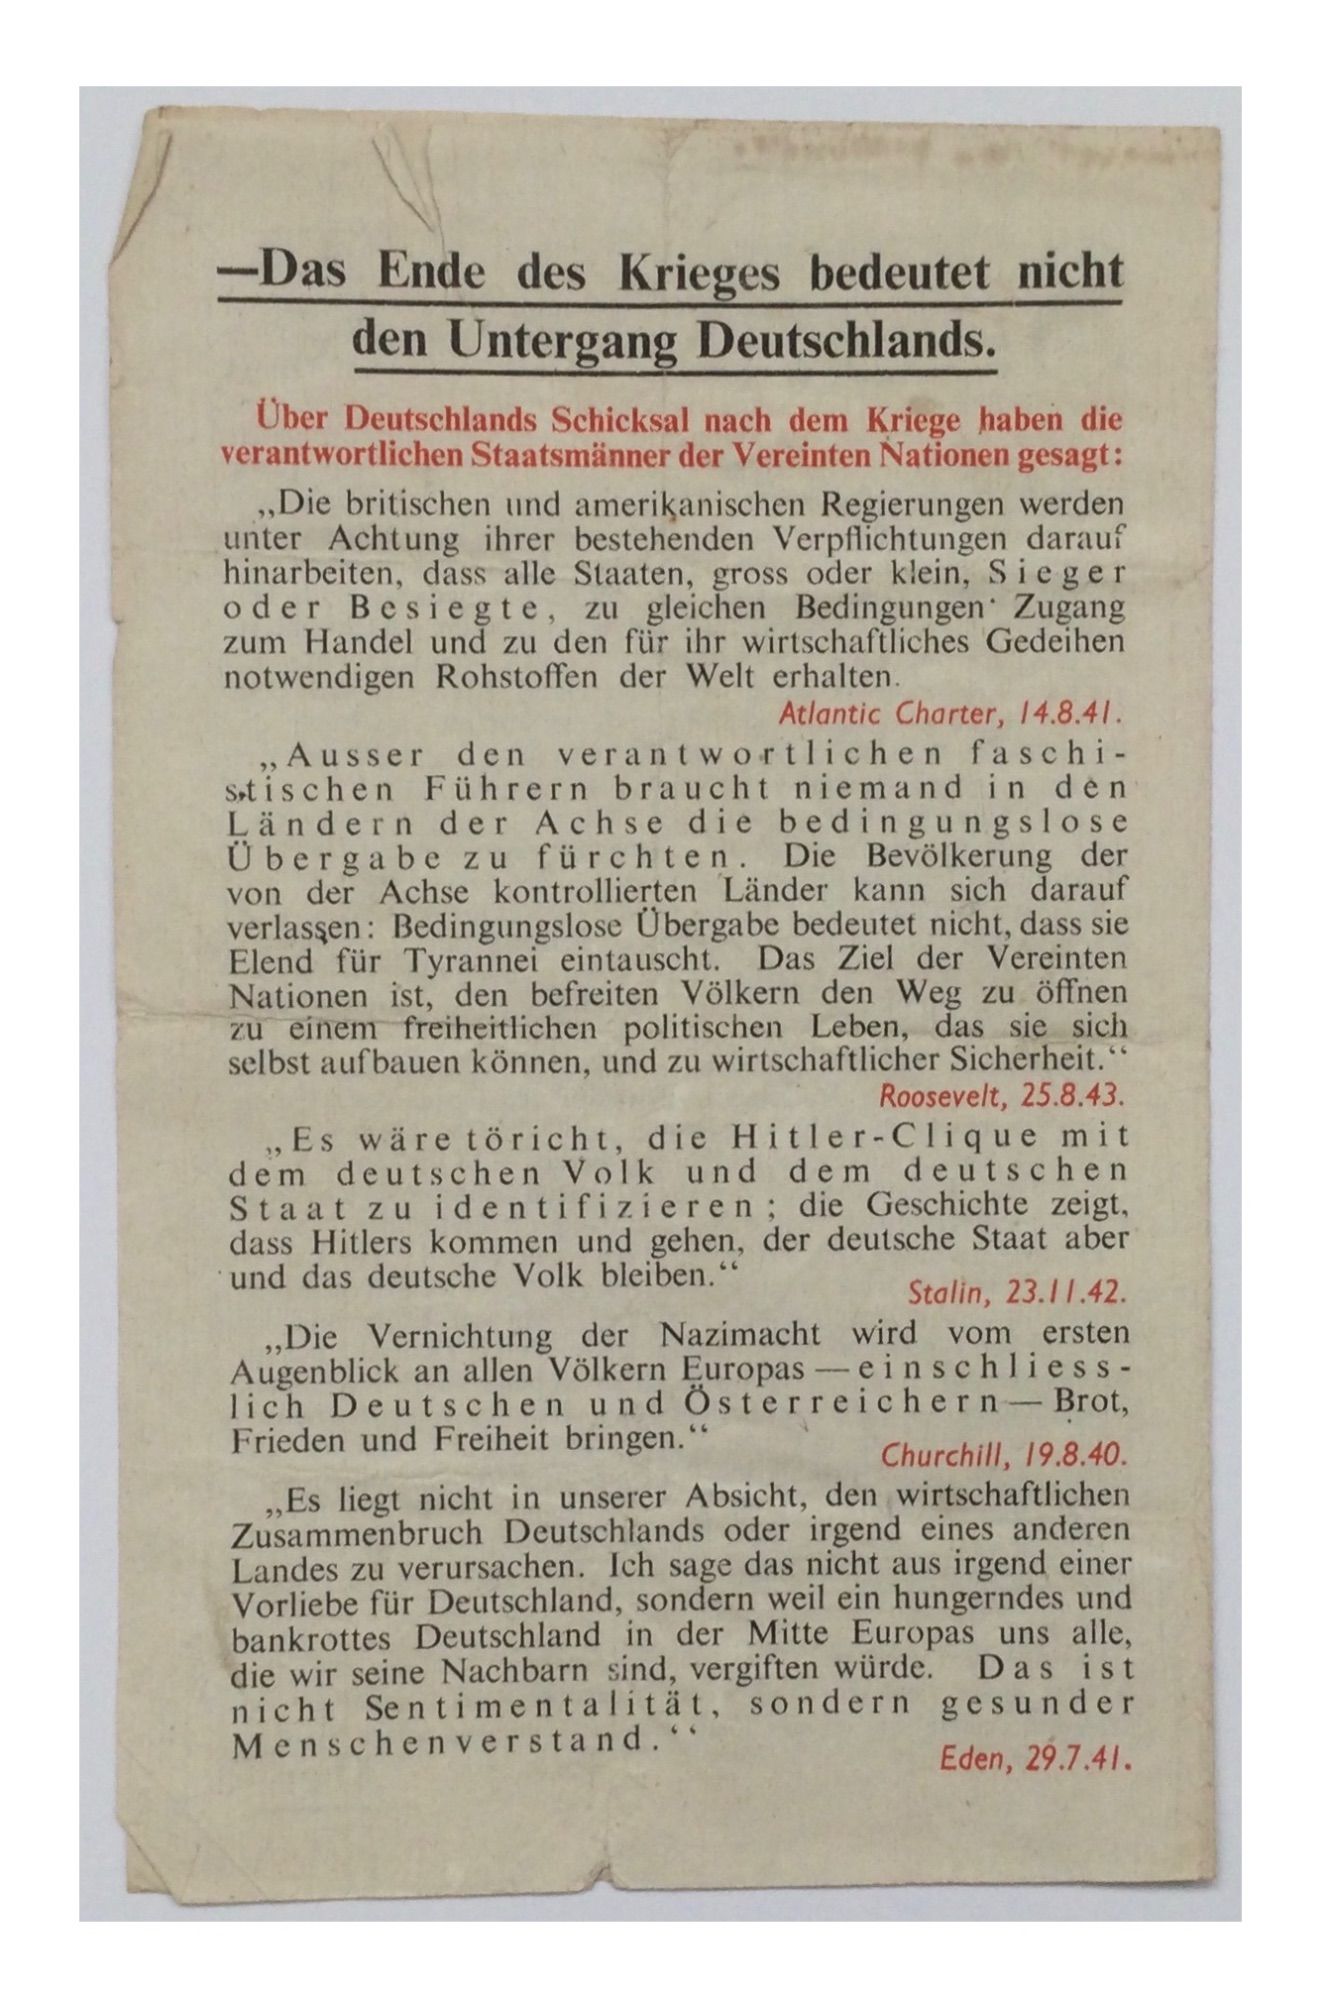 —Das Ende des Krieges bedeutet nicht
den Untergang Deutschlands.
Über Deutschlands Schicksal nach dem Kriege haben die
verantwortlichen Staatsmänner der Vereinten Nationen gesagt:
„Die britischen und amerikanischen Regierungen werden
unter Achtung ihrer bestehenden Verpflichtungen darauf
hinarbeiten, dass alle Staaten, gross oder klein, Sieger
oder Besiegte, zu gleichen Bedingungen Zugang
zum Handel und zu den für ihr wirtschaftliches Gedeihen
notwendigen Rohstoffen der Welt erhalten.
Atlantic Charter, 14.8.41.
„Ausser den verantwortlichen faschi-
stischen Führern braucht niemand in den
Ländern der Achse die bedingungslose
Übergabe zu fürchten. Die Bevölkerung der
von der Achse kontrollierten Länder kann sich darauf
verlassen: Bedingungslose Übergabe bedeutet nicht, dass sie
Elend für Tyrannei eintauscht. Das Ziel der Vereinten
Nationen ist, den befreiten Völkern den Weg zu öffnen
zu einem freiheitlichen politischen Leben, das sie sich
selbst aufbauen können, und zu wirtschaftlicher Sicherheit.“
Roosevelt, 25.8.43.
„Es wäre töricht, die Hitler-Clique mit
dem deutschen Volk und dem deutschen
Staat zu identifizieren; die Geschichte zeigt,
dass Hitlers kommen und gehen, der deutsche Staat aber
und das deutsche Volk bleiben.“
Stalin, 23.11.42.
„Die Vernichtung der Nazimacht wird vom ersten
Augenblick an allen Völkern Europas—einschliess-
lich Deutschen und Österreichern—Brot,
Frieden und Freiheit bringen.“
Churchill, 19.8.40.
„Es liegt nicht in unserer Absicht, den wirtschaftlichen
Zusammenbruch Deutschlands oder irgend eines anderen
Landes zu verursachen. Ich sage das nicht aus irgend einer
Vorliebe für Deutschland, sondern weil ein hungerndes und
bankrottes Deutschland in der Mitte Europas uns alle,
die wir seine Nachbarn sind, vergiften würde. Das ist
nicht Sentimentalität, sondern gesunder
Menschenverstand.“
Eden, 29.7.41.